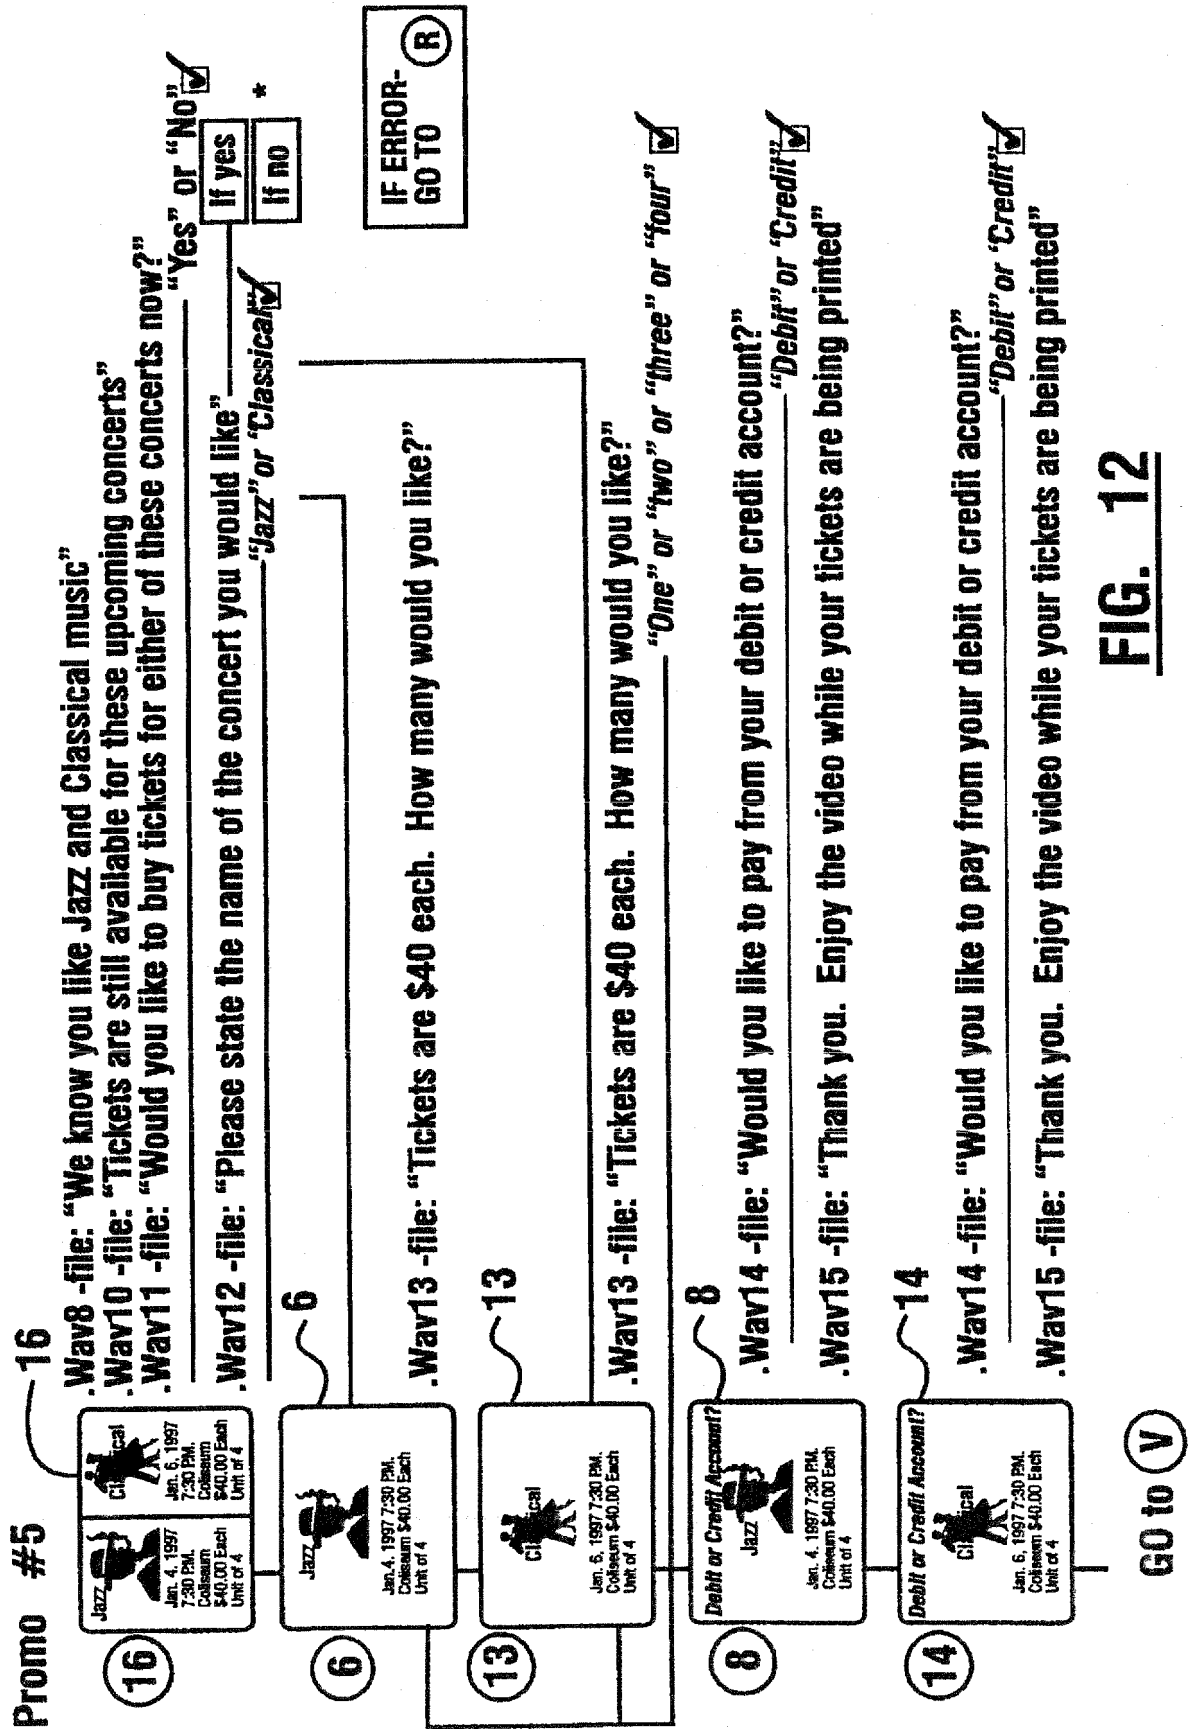 Promo #5
16
16
Jazz
Jan. 4, 1997
7:30 P.M.
Coliseum
$40.00 Each
Unit of 4
Classical
Jan. 6, 1997
7:30 P.M.
Coliseum
$40.00 Each
Unit of 4
.Wav8 -file: “We know you like Jazz and Classical music”
.Wav10 -file: “Tickets are still available for these upcoming concerts”
.Wav11 -file: “Would you like to buy tickets for either of these concerts now?”
“Yes” or “No”
If yes
.Wav12 -file: “Please state the name of the concert you would like”
If no *
“Jazz” or “Classical”
IF ERROR-
GO TO R
6
6
Jazz
Jan. 4. 1997 7:30 P.M.
Coliseum $40.00 Each
Unit of 4
.Wav13 -file: “Tickets are $40 each. How many would you like?”
13
13
Classical
Jan. 6, 1997 7:30 P.M.
Coliseum $40.00 Each
Unit of 4
.Wav13 -file: “Tickets are $40 each. How many would you like?
“One” or “two” or “three” or “four”
8
8
Debit or Credit Account?
Jazz
Jan. 4. 1997 7:30 P.M.
Coliseum $40.00 Each
Unit of 4
.Wav14 -file: “Would you like to pay from your debit or credit account?”
“Debit” or “Credit”
.Wav15 -file: “Thank you. Enjoy the video while your tickets are being printed”
14
14
Debit or Credit Account?
Classical
Jan. 6, 1997 7:30 P.M.
Coliseum $40.00 Each
Unit of 4
.Wav14 -file: “Would you like to pay from your debit or credit account?”
“Debit” or “Credit”
.Wav15 -file: “Thank you. Enjoy the video while your tickets are being printed”
GO to V
FIG. 12